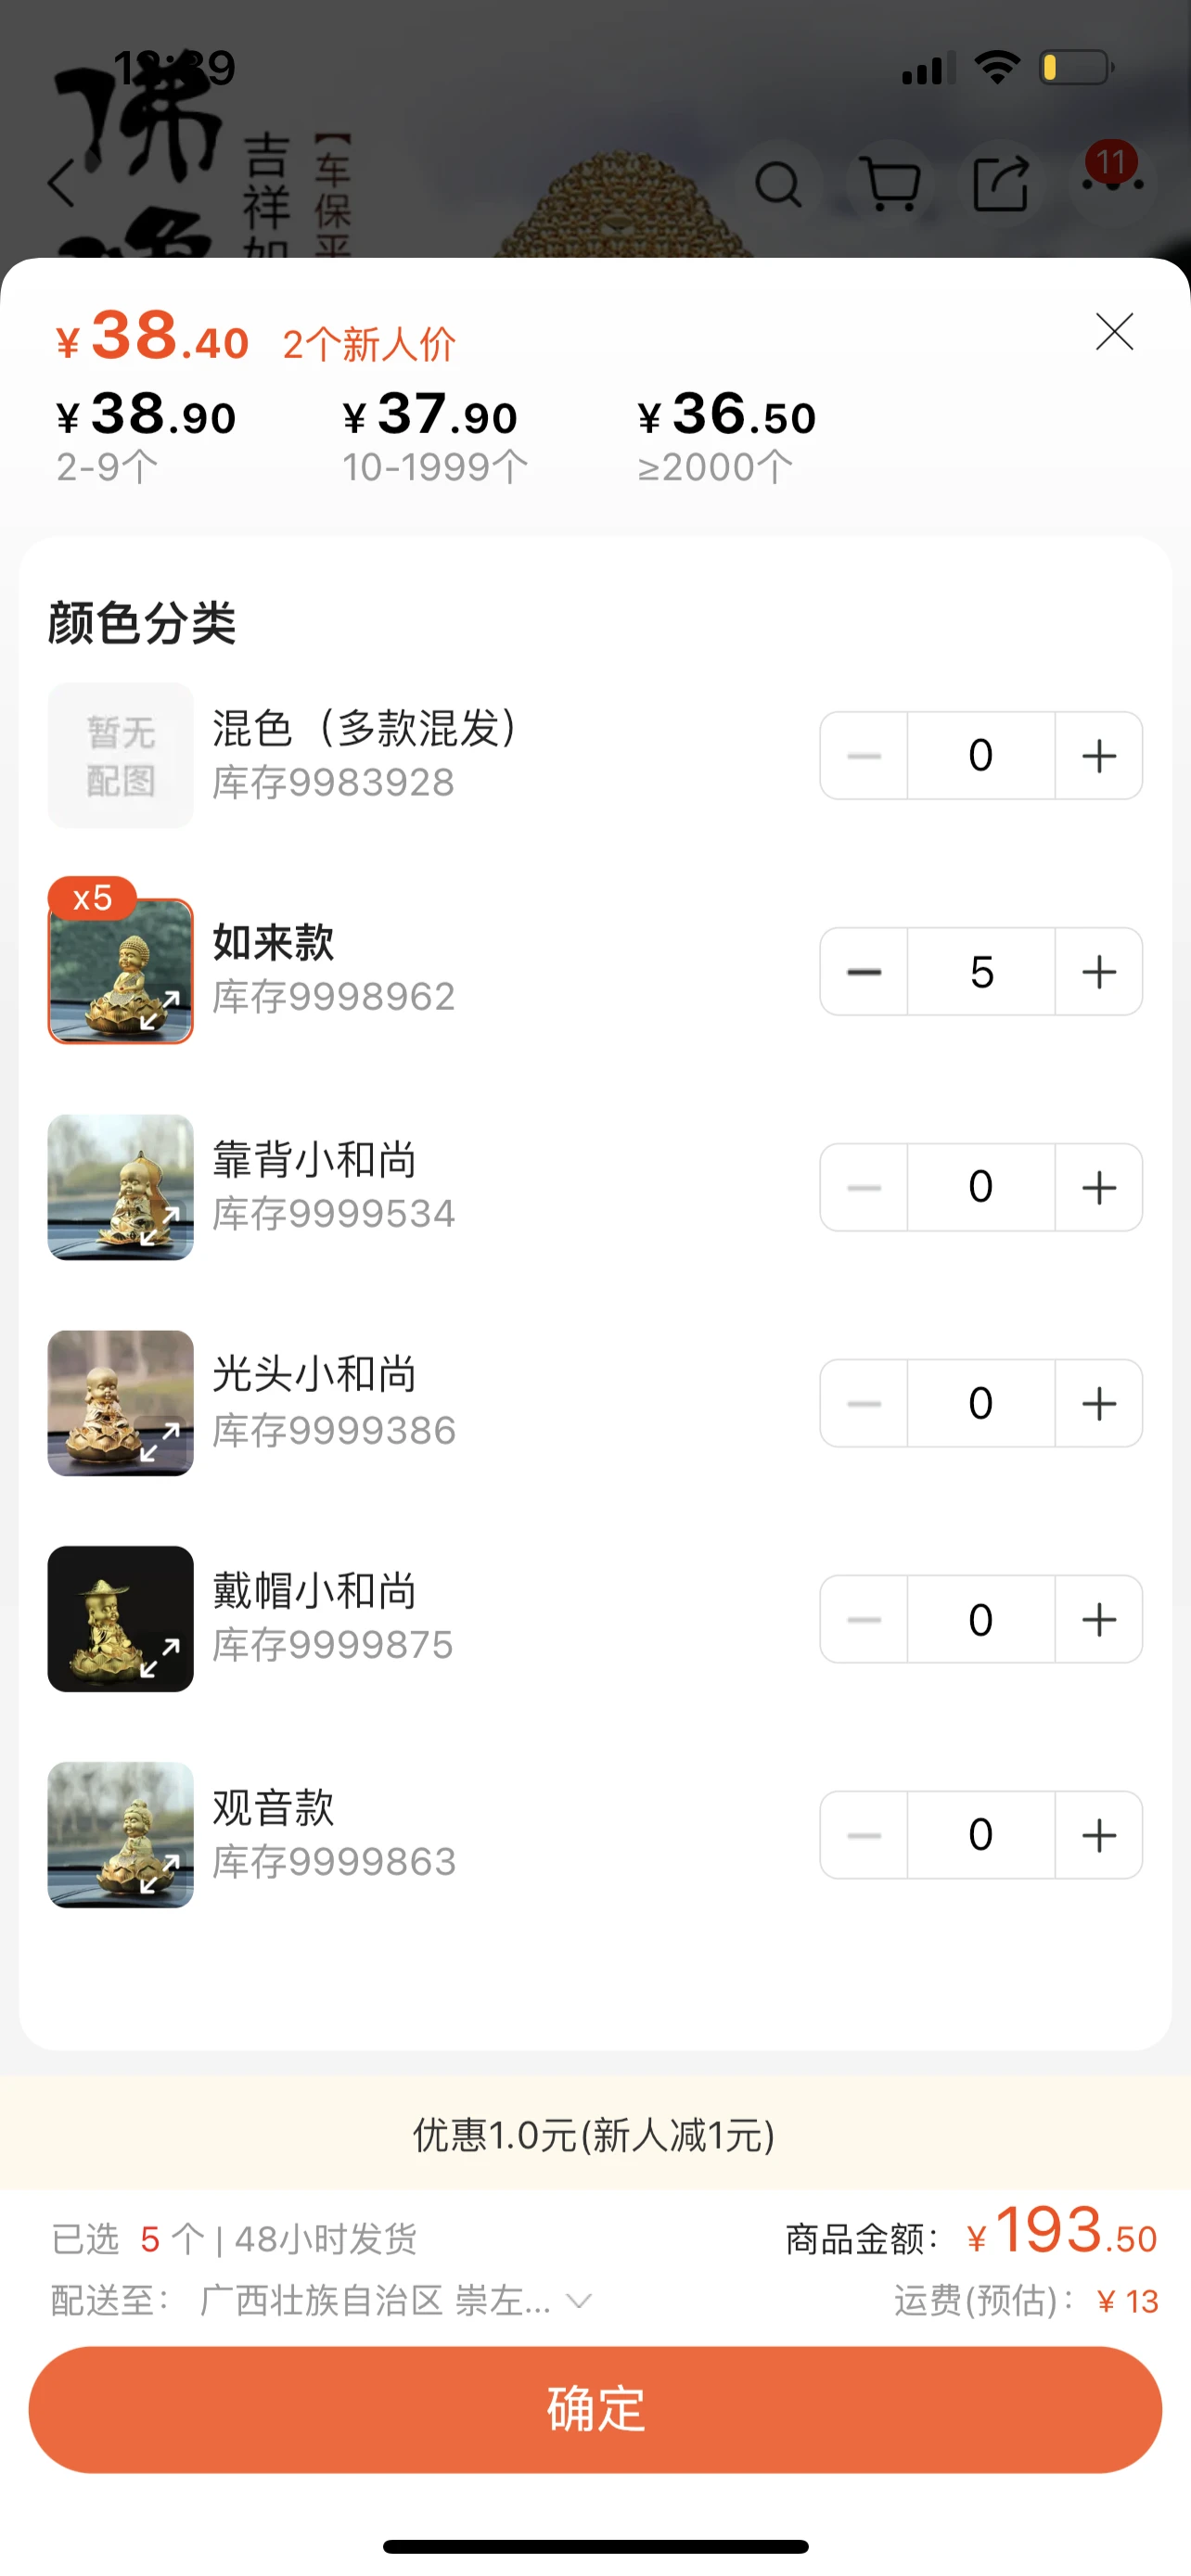 佛
吉祥如
【车保平
11
¥38.40 2个新人价
¥38.90 ¥37.90 ¥36.50
2-9个 10-1999个 ≥2000个
颜色分类
暂无
配图
混色（多款混发）
库存9983928
0
x5
如来款
库存9998962
5
靠背小和尚
库存9999534
0
光头小和尚
库存9999386
0
戴帽小和尚
库存9999875
0
观音款
库存9999863
0
优惠1.0元(新人减1元)
已选 5 个 | 48小时发货 商品金额： ¥193.50
配送至： 广西壮族自治区 崇左... 运费(预估)： ¥ 13
确定